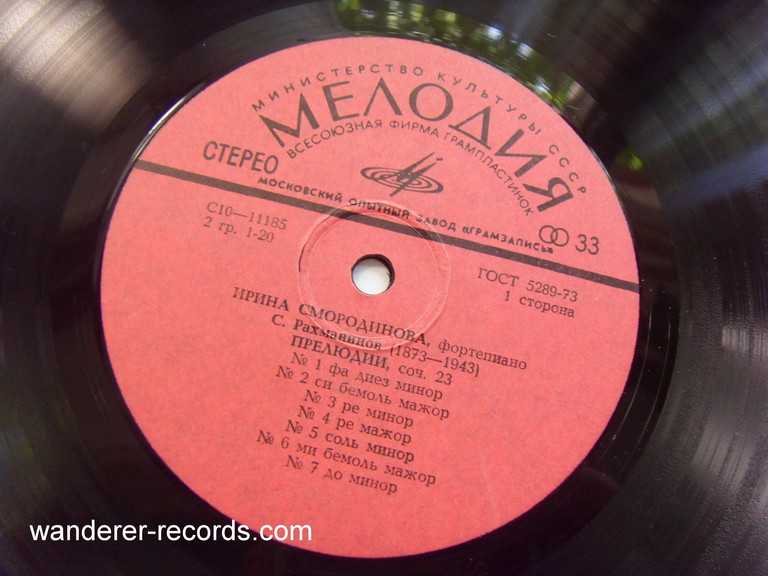 МИНИСТЕРСТВО КУЛЬТУРЫ СССР
МЕЛОДИЯ
ВСЕСОЮЗНАЯ ФИРМА ГРАМПЛАСТИНОК
СТЕРЕО
33
МОСКОВСКИЙ ОПЫТНЫЙ ЗАВОД «ГРАМЗАПИСЬ»
С10—11185
2 гр. 1-20
ГОСТ 5289-73
1 сторона
ИРИНА СМОРОДИНОВА, фортепиано
С. Рахманинов (1873—1943)
ПРЕЛЮДИИ, соч. 23
№ 1 фа диез минор
№ 2 си бемоль мажор
№ 3 ре минор
№ 4 ре мажор
№ 5 соль минор
№ 6 ми бемоль мажор
№ 7 до минор
wanderer-records.com